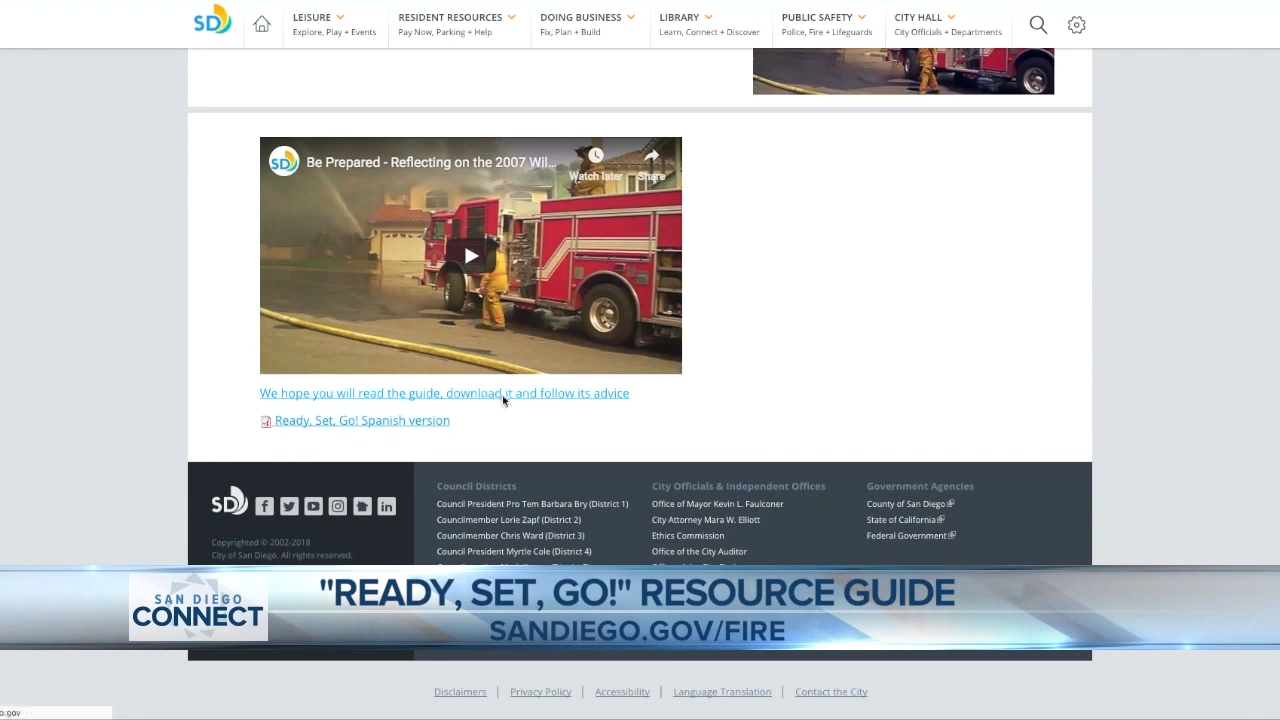 SD
LEISURE
Explore, Play + Events
RESIDENT RESOURCES
Pay Now, Parking + Help
DOING BUSINESS
Fix, Plan + Build
LIBRARY
Learn, Connect + Discover
PUBLIC SAFETY
Police, Fire + Lifeguards
CITY HALL
City Officials + Departments
SD
Be Prepared - Reflecting on the 2007 Wil...
Watch later
Share
We hope you will read the guide, download it and follow its advice
Ready, Set, Go! Spanish version
SD
Copyrighted © 2002-2018
City of San Diego. All rights reserved.
Council Districts
Council President Pro Tem Barbara Bry (District 1)
Councilmember Lorie Zapf (District 2)
Councilmember Chris Ward (District 3)
Council President Myrtle Cole (District 4)
City Officials & Independent Offices
Office of Mayor Kevin L. Faulconer
City Attorney Mara W. Elliott
Ethics Commission
Office of the City Auditor
Government Agencies
County of San Diego
State of California
Federal Government
SAN DIEGO
CONNECT
"READY, SET, GO!" RESOURCE GUIDE
SANDIEGO.GOV/FIRE
Disclaimers
Privacy Policy
Accessibility
Language Translation
Contact the City
o.gov